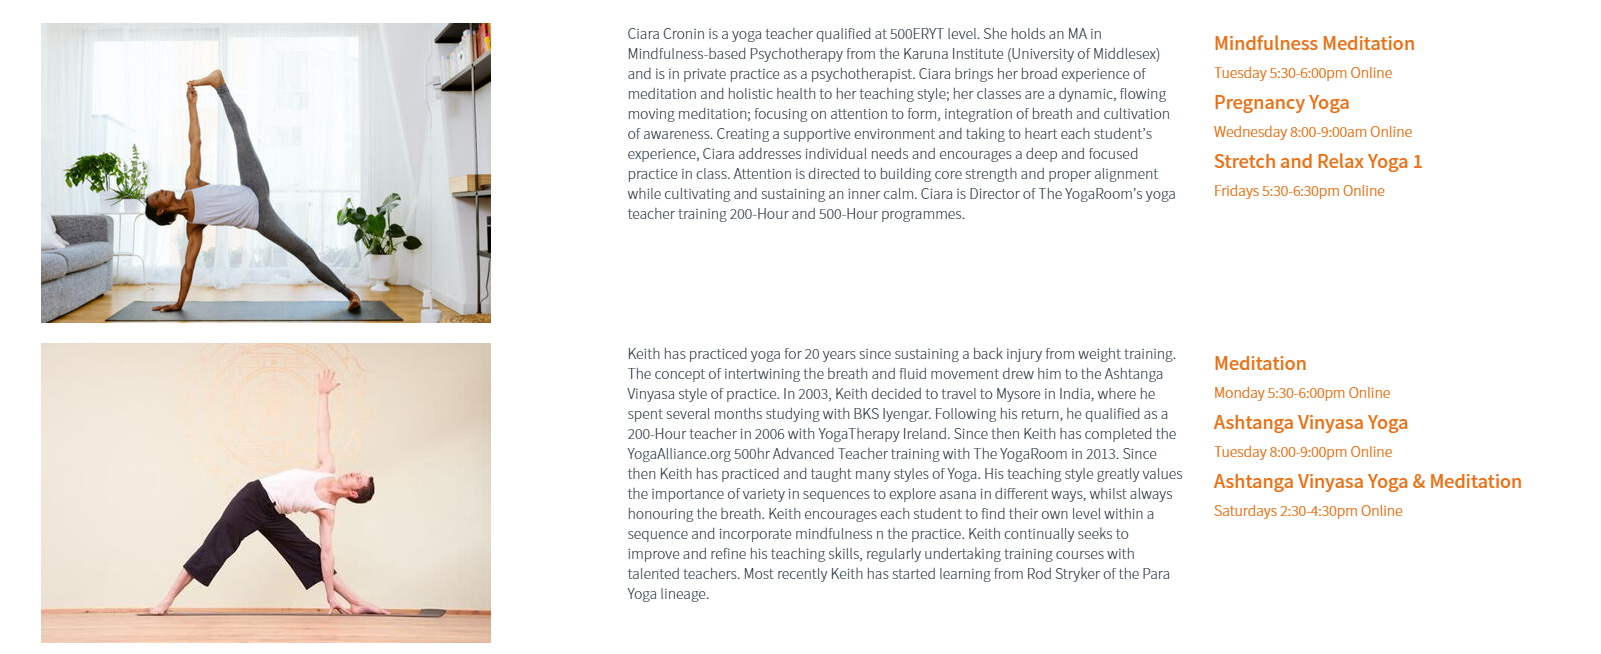 Ciara Cronin is a yoga teacher qualified at 500ERYT level. She holds an MA in
Mindfulness-based Psychotherapy from the Karuna Institute (University of Middlesex)
and is in private practice as a psychotherapist. Ciara brings her broad experience of
meditation and holistic health to her teaching style; her classes are a dynamic, flowing
moving meditation; focusing on attention to form, integration of breath and cultivation
of awareness. Creating a supportive environment and taking to heart each student’s
experience, Ciara addresses individual needs and encourages a deep and focused
practice in class. Attention is directed to building core strength and proper alignment
while cultivating and sustaining an inner calm. Ciara is Director of The YogaRoom’s yoga
teacher training 200-Hour and 500-Hour programmes.
Mindfulness Meditation
Tuesday 5:30-6:00pm Online
Pregnancy Yoga
Wednesday 8:00-9:00am Online
Stretch and Relax Yoga 1
Fridays 5:30-6:30pm Online
Keith has practiced yoga for 20 years since sustaining a back injury from weight training.
The concept of intertwining the breath and fluid movement drew him to the Ashtanga
Vinyasa style of practice. In 2003, Keith decided to travel to Mysore in India, where he
spent several months studying with BKS Iyengar. Following his return, he qualified as a
200-Hour teacher in 2006 with YogaTherapy Ireland. Since then Keith has completed the
YogaAlliance.org 500hr Advanced Teacher training with The YogaRoom in 2013. Since
then Keith has practiced and taught many styles of Yoga. His teaching style greatly values
the importance of variety in sequences to explore asana in different ways, whilst always
honouring the breath. Keith encourages each student to find their own level within a
sequence and incorporate mindfulness n the practice. Keith continually seeks to
improve and refine his teaching skills, regularly undertaking training courses with
talented teachers. Most recently Keith has started learning from Rod Stryker of the Para
Yoga lineage.
Meditation
Monday 5:30-6:00pm Online
Ashtanga Vinyasa Yoga
Tuesday 8:00-9:00pm Online
Ashtanga Vinyasa Yoga & Meditation
Saturdays 2:30-4:30pm Online